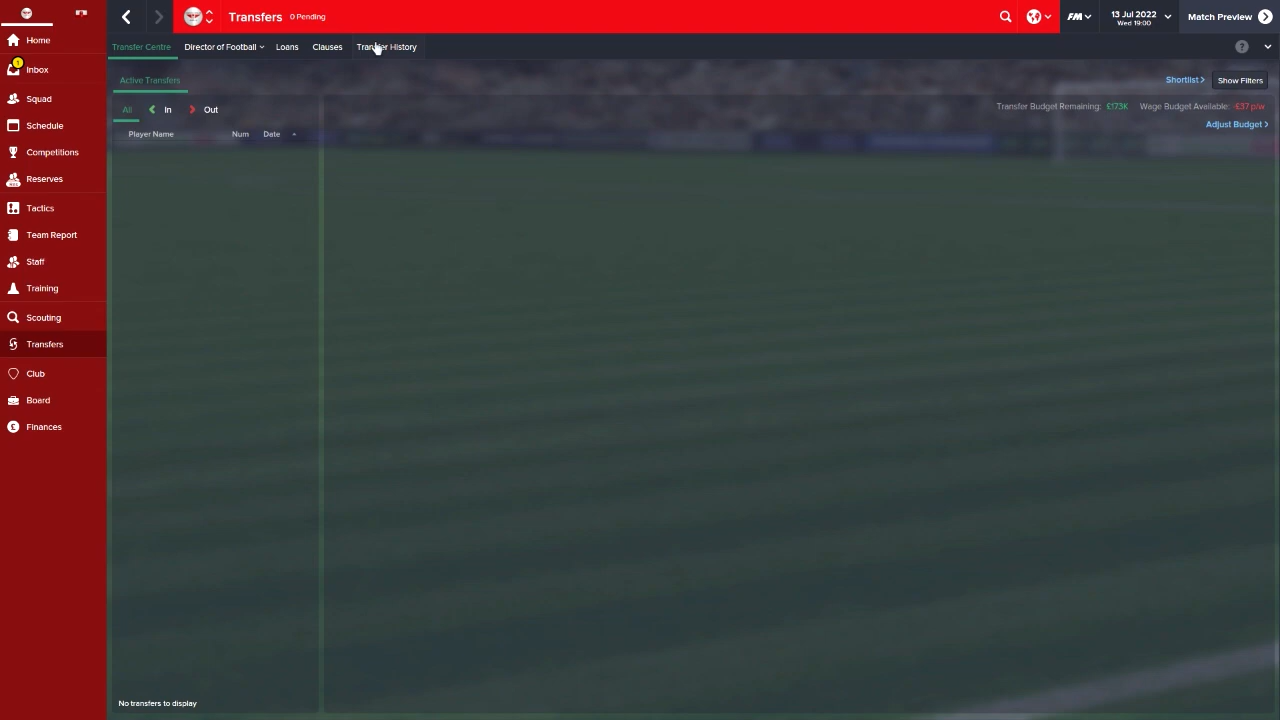 Transfers
0 Pending
FM
13 Jul 2022
Wed 19:00
Match Preview
Home
1
Inbox
Squad
Schedule
Competitions
Reserves
Tactics
Team Report
Staff
Training
Scouting
Transfers
Club
Board
Finances
Transfer Centre
Director of Football
Loans
Clauses
Transfer History
?
Active Transfers
Shortlist >
Show Filters
All
In
Out
Transfer Budget Remaining: £173K
Wage Budget Available: -£37 p/w
Adjust Budget >
Player Name
Num
Date
No transfers to display